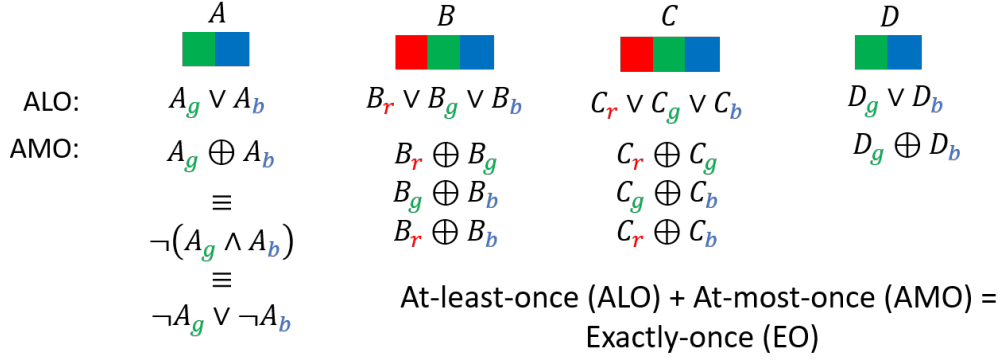 A B C D
ALO: A_g ∨ A_b B_r ∨ B_g ∨ B_b C_r ∨ C_g ∨ C_b D_g ∨ D_b
AMO: A_g ⊕ A_b B_r ⊕ B_g C_r ⊕ C_g D_g ⊕ D_b
≡ B_g ⊕ B_b C_g ⊕ C_b
¬(A_g ∧ A_b) B_r ⊕ B_b C_r ⊕ C_b
≡
¬A_g ∨ ¬A_b
At-least-once (ALO) + At-most-once (AMO) =
Exactly-once (EO)